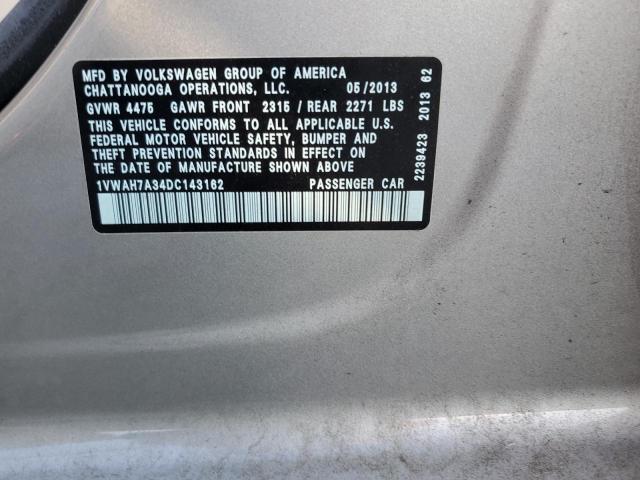 MFD BY VOLKSWAGEN GROUP OF AMERICA
CHATTANOOGA OPERATIONS, LLC. 05/2013
GVWR 4475 GAWR FRONT 2315 / REAR 2271 LBS
THIS VEHICLE CONFORMS TO ALL APPLICABLE U.S.
FEDERAL MOTOR VEHICLE SAFETY, BUMPER AND
THEFT PREVENTION STANDARDS IN EFFECT ON
THE DATE OF MANUFACTURE SHOWN ABOVE
1VWAH7A34DC143162 PASSENGER CAR
2239423 2013 62